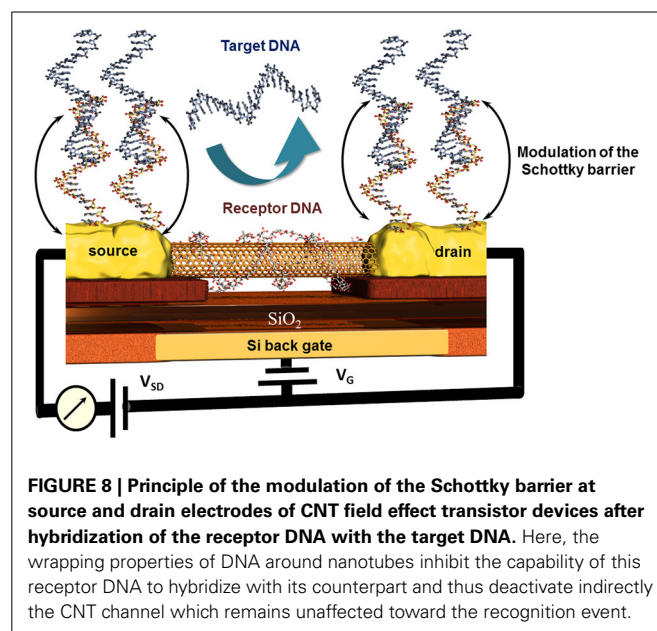 Target DNA
Modulation of the
Schottky barrier
Receptor DNA
source
drain
SiO2
Si back gate
VSD
VG
FIGURE 8 | Principle of the modulation of the Schottky barrier at
source and drain electrodes of CNT field effect transistor devices after
hybridization of the receptor DNA with the target DNA. Here, the
wrapping properties of DNA around nanotubes inhibit the capability of this
receptor DNA to hybridize with its counterpart and thus deactivate indirectly
the CNT channel which remains unaffected toward the recognition event.